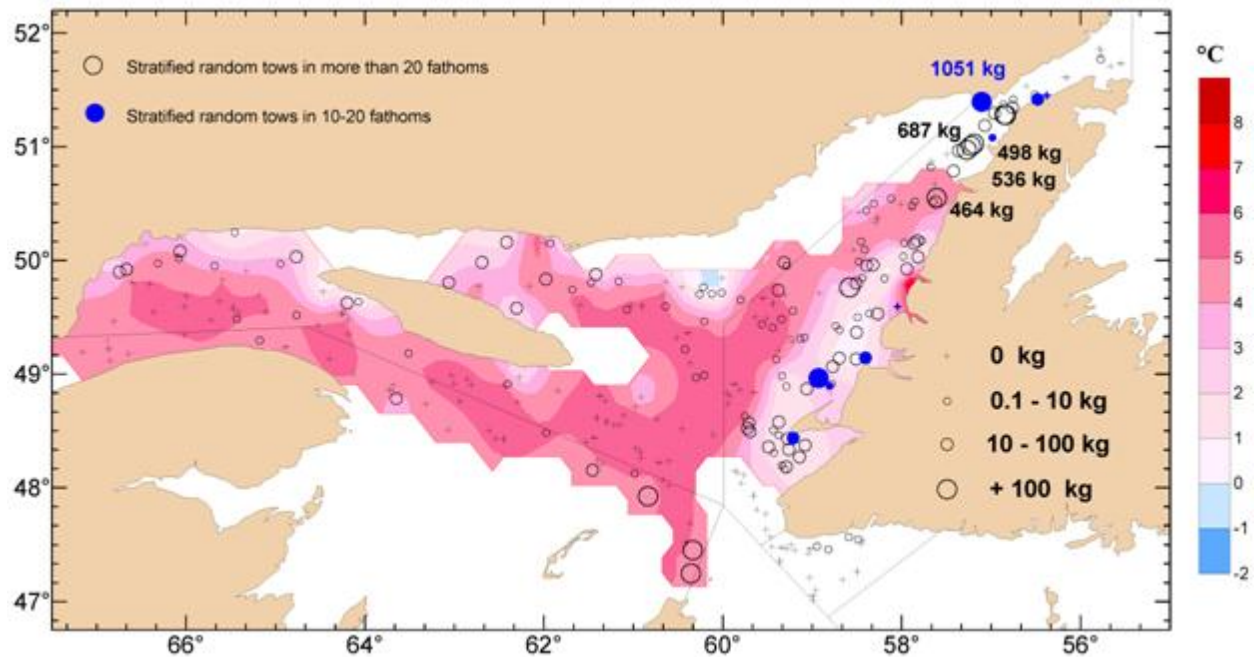 52°
51°
50°
49°
48°
47°
66°
64°
62°
60°
58°
56°
Stratified random tows in more than 20 fathoms
Stratified random tows in 10-20 fathoms
1051 kg
687 kg
498 kg
536 kg
464 kg
0 kg
0.1 - 10 kg
10 - 100 kg
+ 100 kg
°C
8
7
6
5
4
3
2
1
0
-1
-2